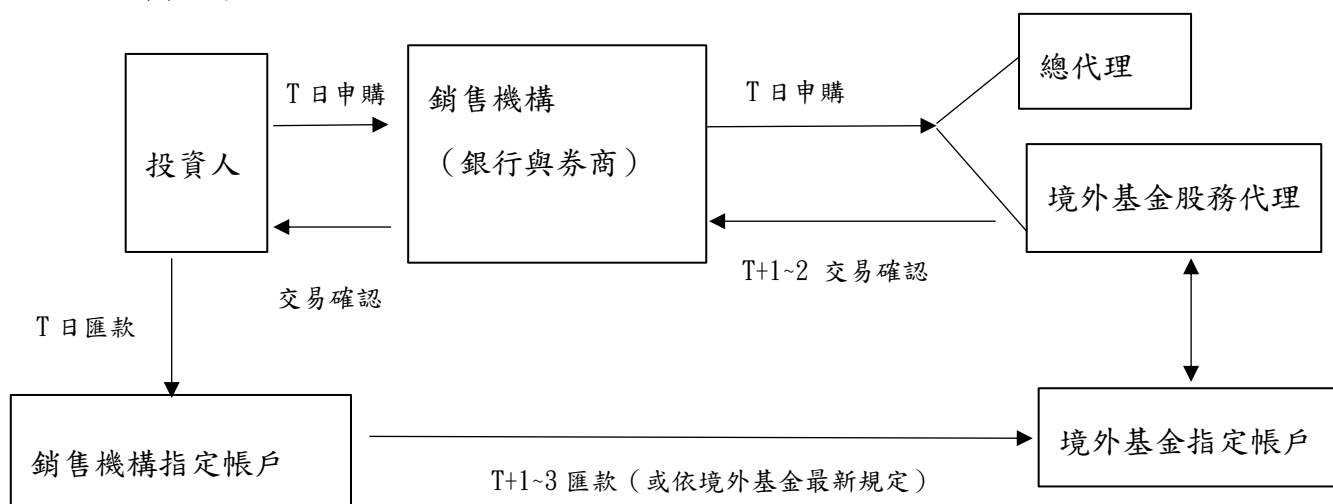 總代理
T 日申購
銷售機構
T 日申購
(銀行與券商)
投資人
境外基金股務代理
T+1~2 交易確認
交易確認
T 日匯款
銷售機構指定帳戶
境外基金指定帳戶
T+1~3 匯款(或依境外基金最新規定)